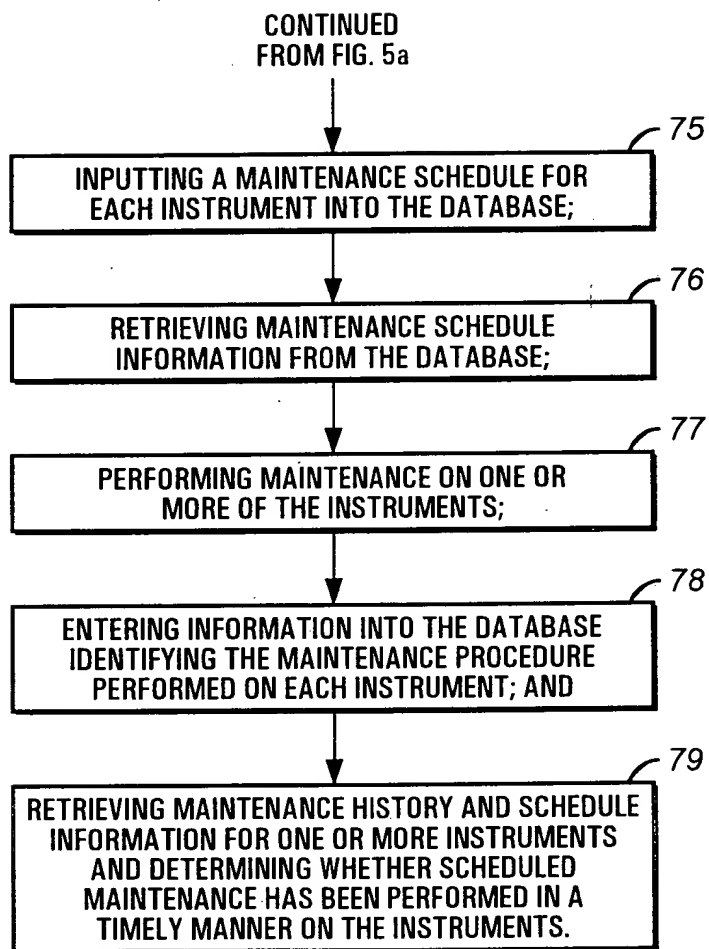 CONTINUED
FROM FIG. 5a
75
INPUTTING A MAINTENANCE SCHEDULE FOR
EACH INSTRUMENT INTO THE DATABASE;
76
RETRIEVING MAINTENANCE SCHEDULE
INFORMATION FROM THE DATABASE;
77
PERFORMING MAINTENANCE ON ONE OR
MORE OF THE INSTRUMENTS;
78
ENTERING INFORMATION INTO THE DATABASE
IDENTIFYING THE MAINTENANCE PROCEDURE
PERFORMED ON EACH INSTRUMENT; AND
79
RETRIEVING MAINTENANCE HISTORY AND SCHEDULE
INFORMATION FOR ONE OR MORE INSTRUMENTS
AND DETERMINING WHETHER SCHEDULED
MAINTENANCE HAS BEEN PERFORMED IN A
TIMELY MANNER ON THE INSTRUMENTS.